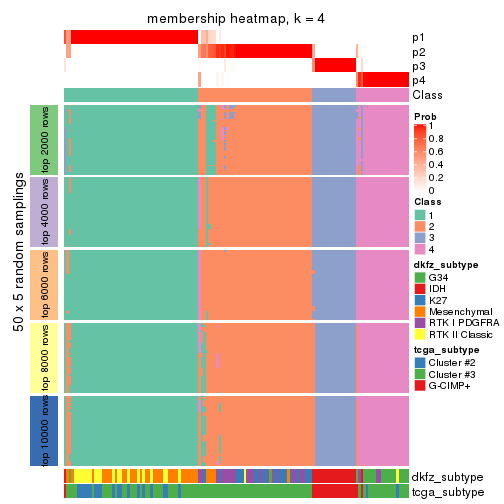 membership heatmap, k = 4
p1
p2
p3
p4
Class
50 x 5 random samplings
top 2000 rows
top 4000 rows
top 6000 rows
top 8000 rows
top 10000 rows
Prob
1
0.8
0.6
0.4
0.2
0
Class
1
2
3
4
dkfz_subtype
G34
IDH
K27
Mesenchymal
RTK I PDGFRA
RTK II Classic
tcga_subtype
Cluster #2
Cluster #3
G-CIMP+
dkfz_subtype
tcga_subtype